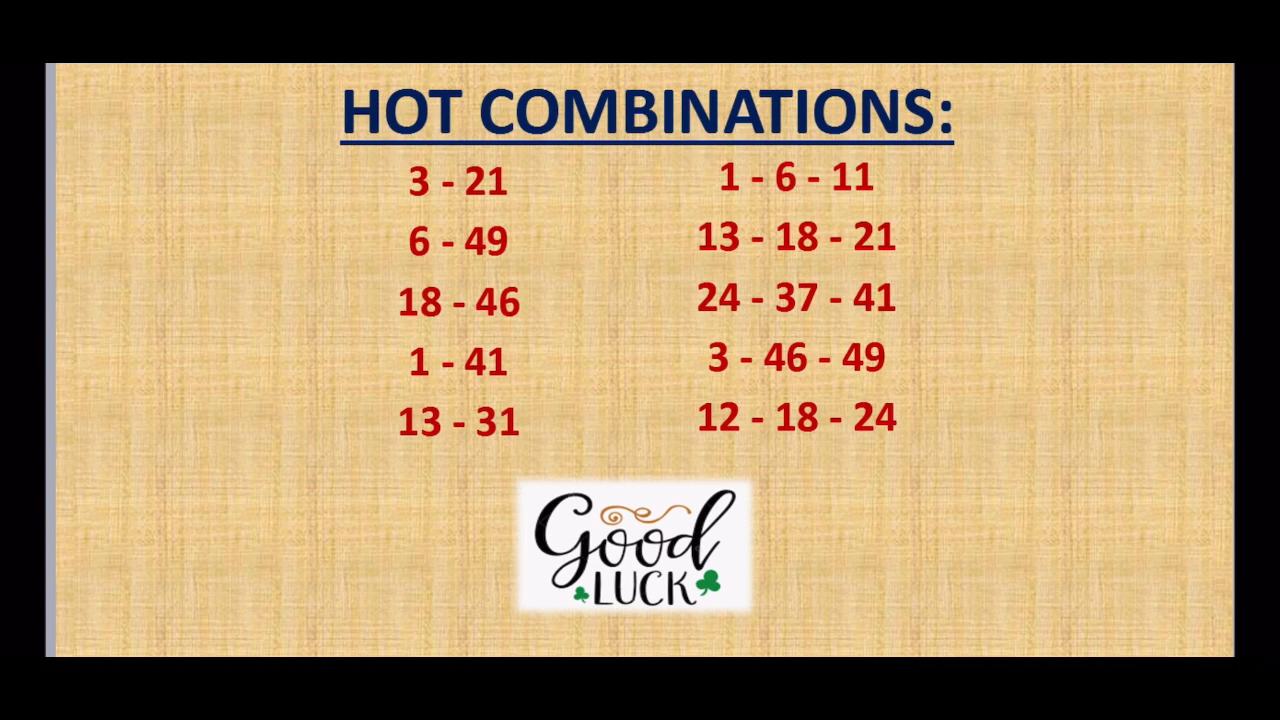 HOT COMBINATIONS:
3 - 21
6 - 49
18 - 46
1 - 41
13 - 31
1 - 6 - 11
13 - 18 - 21
24 - 37 - 41
3 - 46 - 49
12 - 18 - 24
Good
LUCK